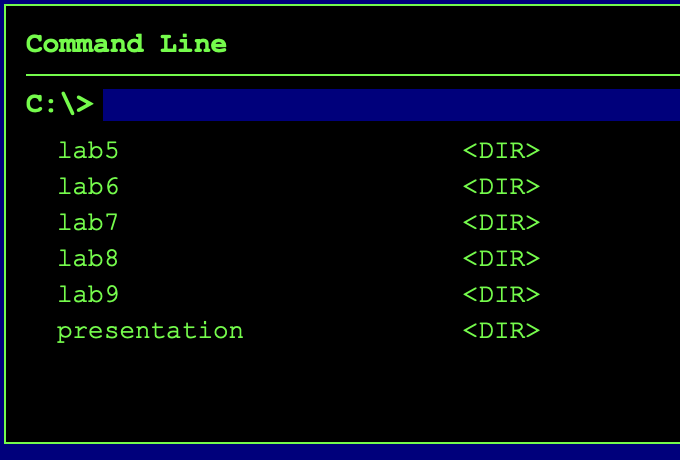 Command Line
C:\>
lab5 <DIR>
lab6 <DIR>
lab7 <DIR>
lab8 <DIR>
lab9 <DIR>
presentation <DIR>